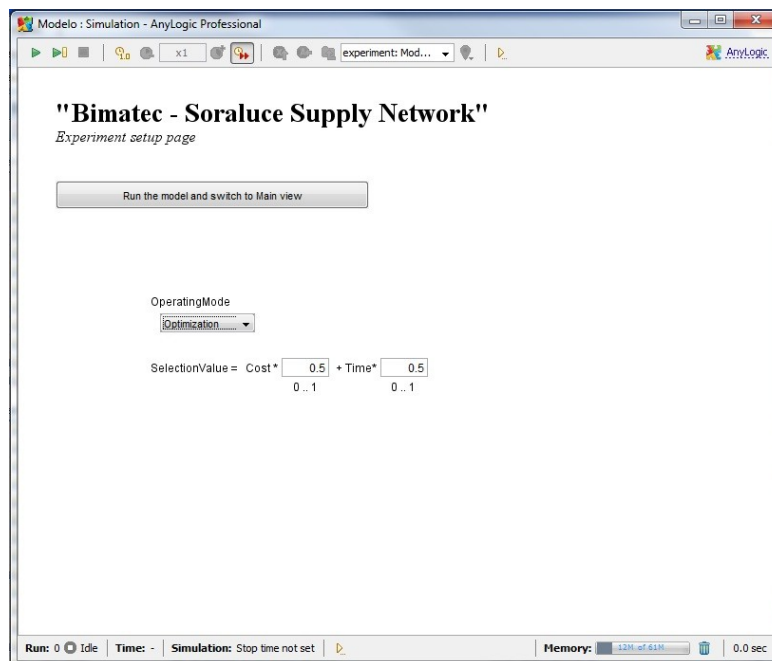 Modelo : Simulation - AnyLogic Professional
x1 experiment: Mod... AnyLogic
"Bimatec - Soraluce Supply Network"
Experiment setup page
Run the model and switch to Main view
OperatingMode
Optimization
SelectionValue = Cost * 0.5 + Time* 0.5
0 .. 1 0 .. 1
Run: 0 Idle Time: - Simulation: Stop time not set Memory: 12M of 61M 0.0 sec